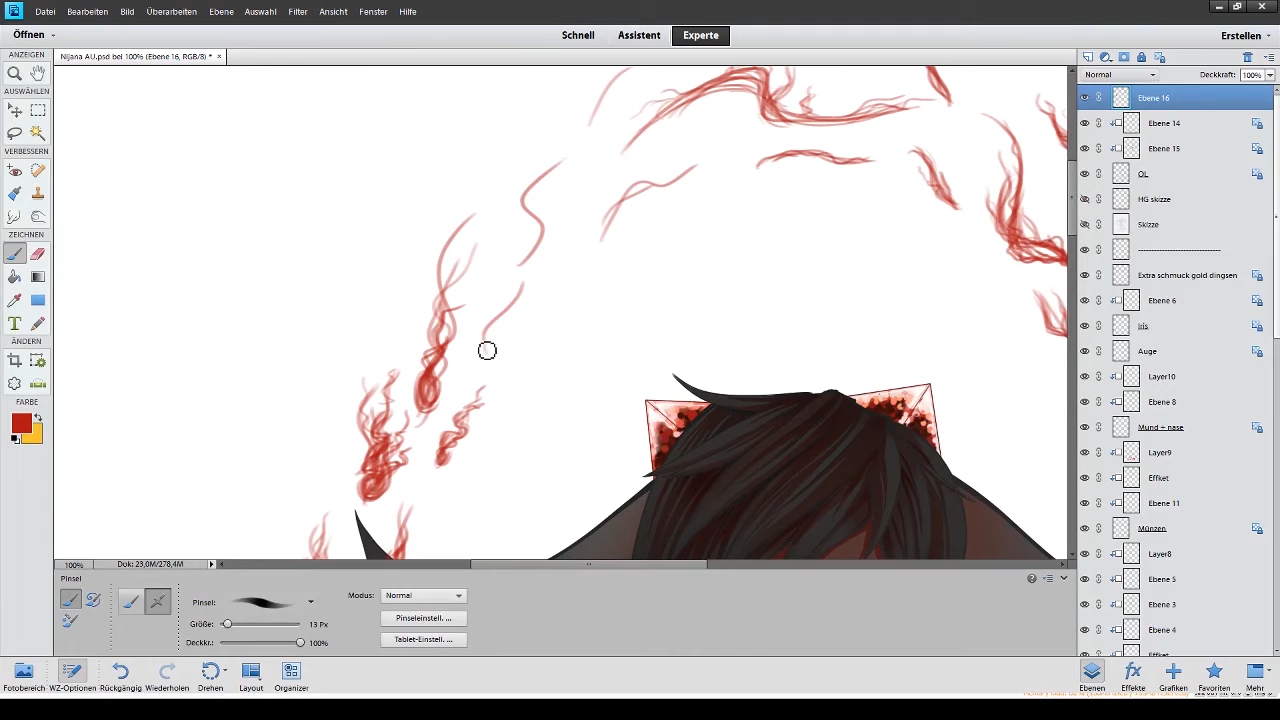 Datei Bearbeiten Bild Überarbeiten Ebene Auswahl Filter Ansicht Fenster Hilfe
Öffnen Schnell Assistent Experte Erstellen
Nijana AU.psd bei 100% (Ebene 16, RGB/8) * ×
ANZEIGEN
AUSWÄHLEN
VERBESSERN
ZEICHNEN
ÄNDERN
FARBE
Normal Deckkraft: 100%
Ebene 16
Ebene 14
Ebene 15
OL
HG skizze
Skizze
Extra schmuck gold dingsen
Ebene 6
Iris
Auge
Layer10
Ebene 8
Mund + nase
Layer9
Effket
Ebene 11
Münzen
Layer8
Ebene 5
Ebene 3
Ebene 4
Effket
100% Dok: 23,0M/278,4M
Pinsel
Pinsel: Modus: Normal
Größe: 13 Px Pinseleinstell. ...
Deckkr.: 100% Tablet-Einstell. ...
Fotobereich WZ-Optionen Rückgängig Wiederholen Drehen Layout Organizer Ebenen Effekte Grafiken Favoriten Mehr